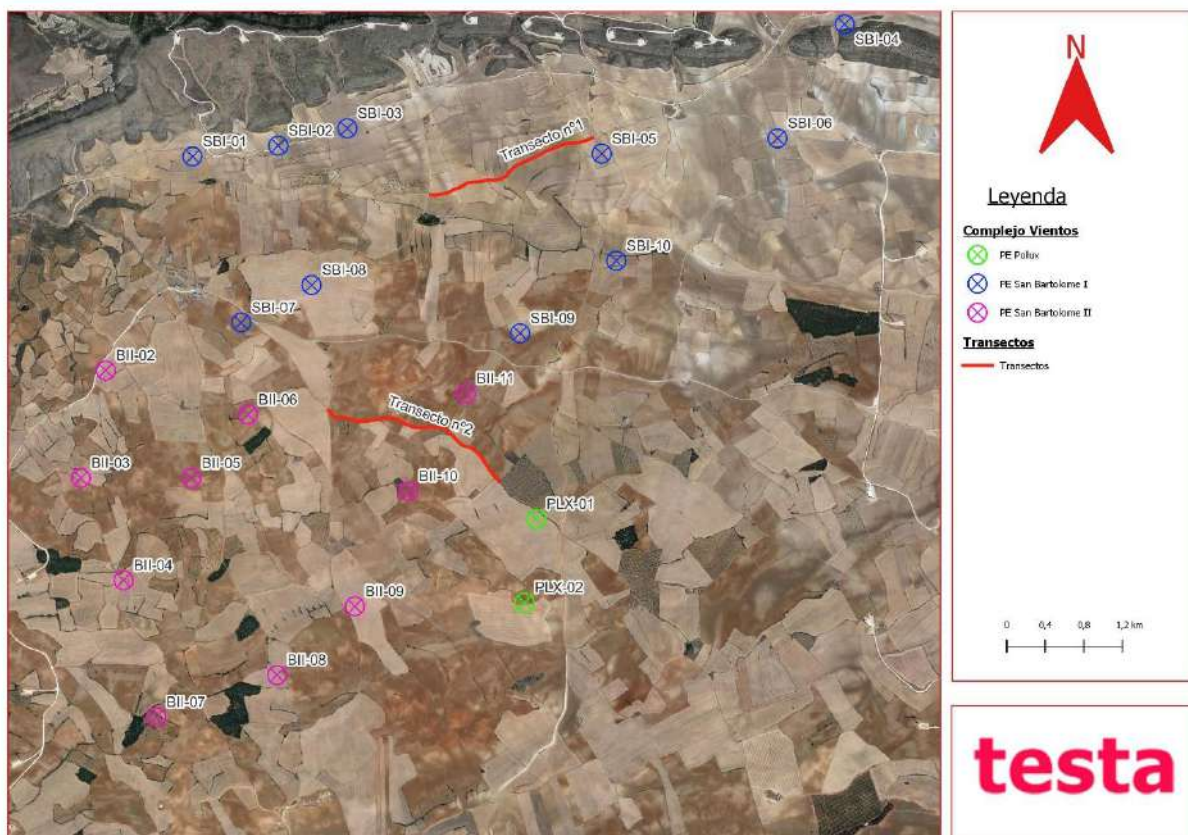 SBI-04
SBI-03
SBI-02
SBI-01
Transecto nº1
SBI-05
SBI-06
SBI-10
SBI-08
SBI-07
SBI-09
BII-02
BII-11
BII-06
Transecto nº2
BII-03
BII-05
BII-10
PLX-01
BII-04
BII-09
PLX-02
BII-08
BII-07
N
Leyenda
Complejo Vientos
PE Polux
PE San Bartolome I
PE San Bartolome II
Transectos
Transectos
0 0,4 0,8 1,2 km
testa